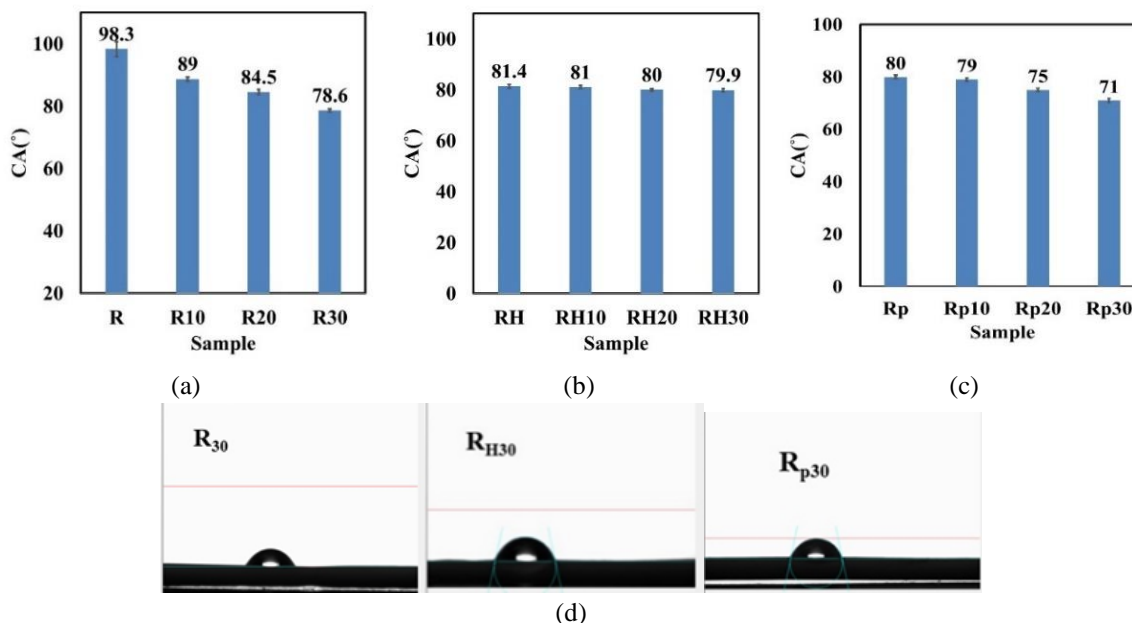 98.3
89
84.5
78.6
100
80
60
40
20
CA(°)
R R10 R20 R30
Sample
(a)
81.4
81
80
79.9
100
80
60
40
20
0
CA(°)
RH RH10 RH20 RH30
Sample
(b)
80
79
75
71
100
80
60
40
20
0
CA(°)
Rp Rp10 Rp20 Rp30
Sample
(c)
R30
RH30
Rp30
(d)